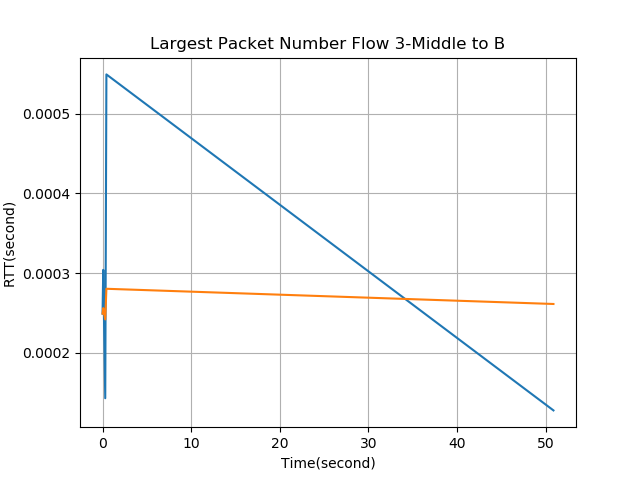 Largest Packet Number Flow 3-Middle to B
0.0005
0.0004
0.0003
0.0002
RTT(second)
0 10 20 30 40 50
Time(second)